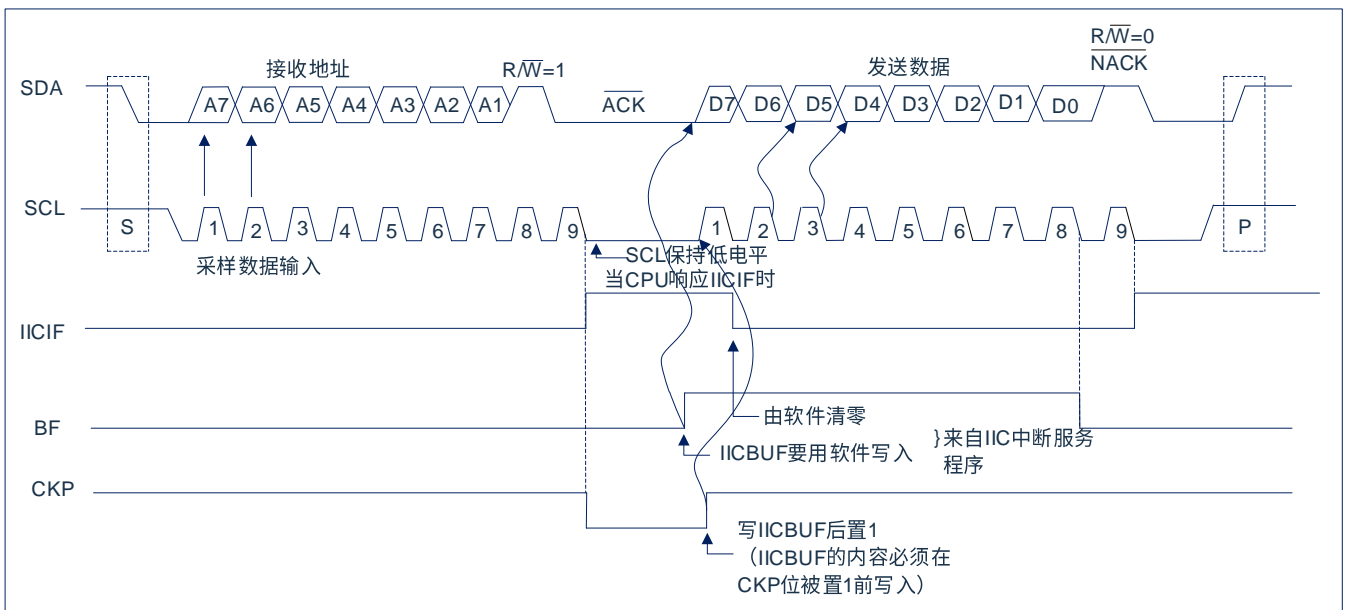 R/W=0
NACK
接收地址
R/W=1
发送数据
SDA
A7 A6 A5 A4 A3 A2 A1
ACK
D7 D6 D5 D4 D3 D2 D1 D0
SCL
S
1 2 3 4 5 6 7 8 9
1 2 3 4 5 6 7 8 9
P
采样数据输入
SCL保持低电平
当CPU响应IICIF时
IICIF
由软件清零
BF
IICBUF要用软件写入
}来自IIC中断服务
程序
CKP
写IICBUF后置1
（IICBUF的内容必须在
CKP位被置1前写入）